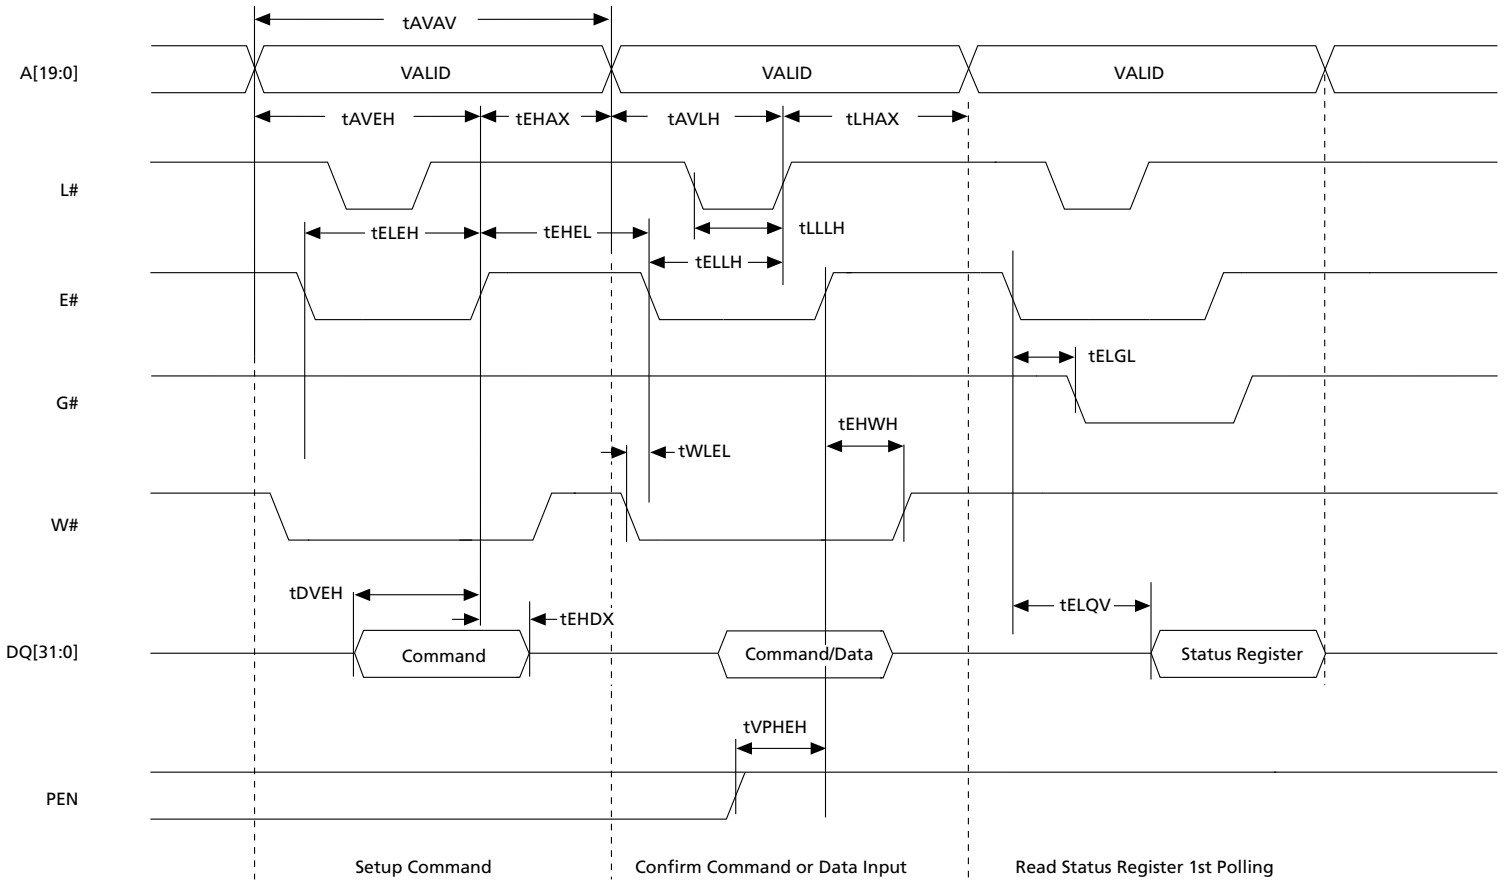 tAVAV
A[19:0] VALID VALID VALID
tAVEH tEHAX tAVLH tLHAX
L#
tELEH tEHEL tLLLH
tELLH
E#
tELGL
G#
tEHWH
tWLEL
W#
tDVEH
tELQV
tEHDX
DQ[31:0] Command Command/Data Status Register
tVPHEH
PEN
Setup Command Confirm Command or Data Input Read Status Register 1st Polling